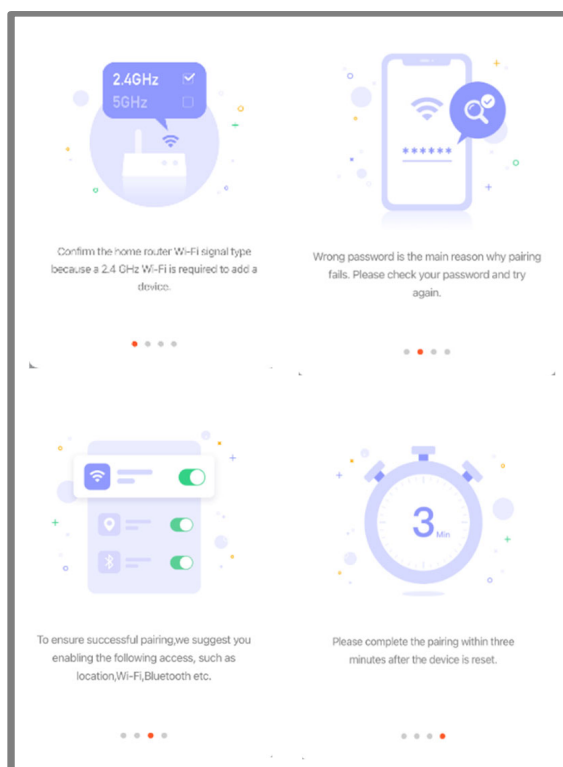 2.4GHz
5GHz
Confirm the home router Wi-Fi signal type
because a 2.4 GHz Wi-Fi is required to add a
device.
******
Wrong password is the main reason why pairing
fails. Please check your password and try
again.
To ensure successful pairing,we suggest you
enabling the following access, such as
location,Wi-Fi,Bluetooth etc.
3 Min
Please complete the pairing within three
minutes after the device is reset.